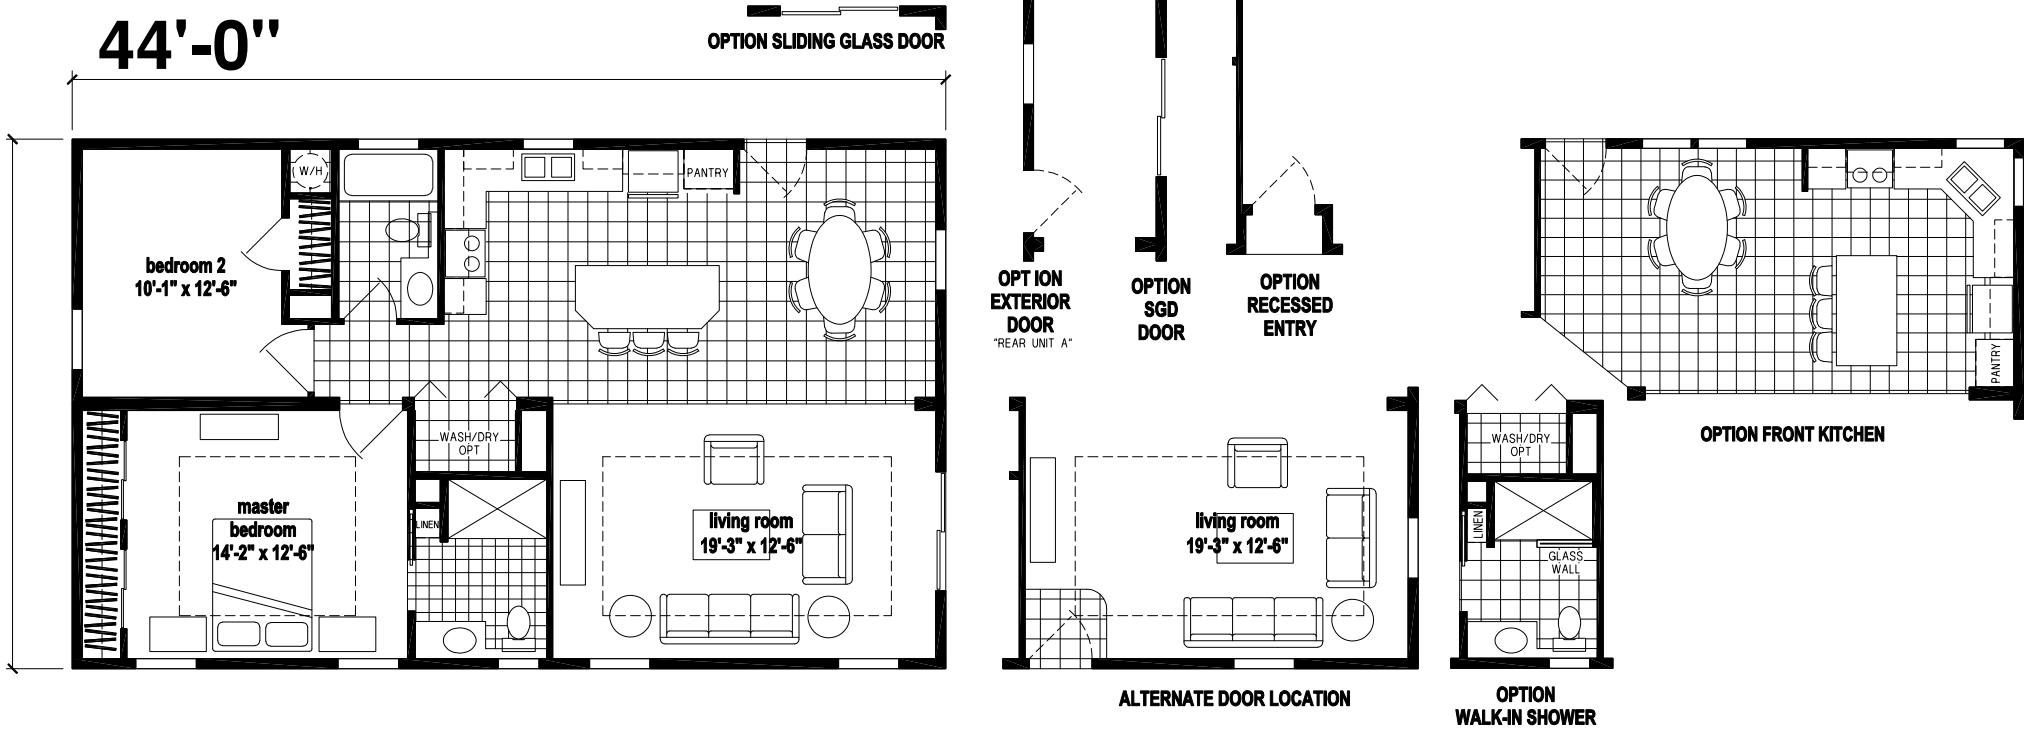 44'-0"
OPTION SLIDING GLASS DOOR
W/H
PANTRY
bedroom 2
10'-1" x 12'-6"
WASH/DRY
OPT
master
bedroom
14'-2" x 12'-6"
LINEN
living room
19'-3" x 12'-6"
OPT ION
EXTERIOR
DOOR
"REAR UNIT A"
OPTION
SGD
DOOR
OPTION
RECESSED
ENTRY
living room
19'-3" x 12'-6"
ALTERNATE DOOR LOCATION
WASH/DRY
OPT
LINEN
GLASS
WALL
OPTION
WALK-IN SHOWER
PANTRY
OPTION FRONT KITCHEN